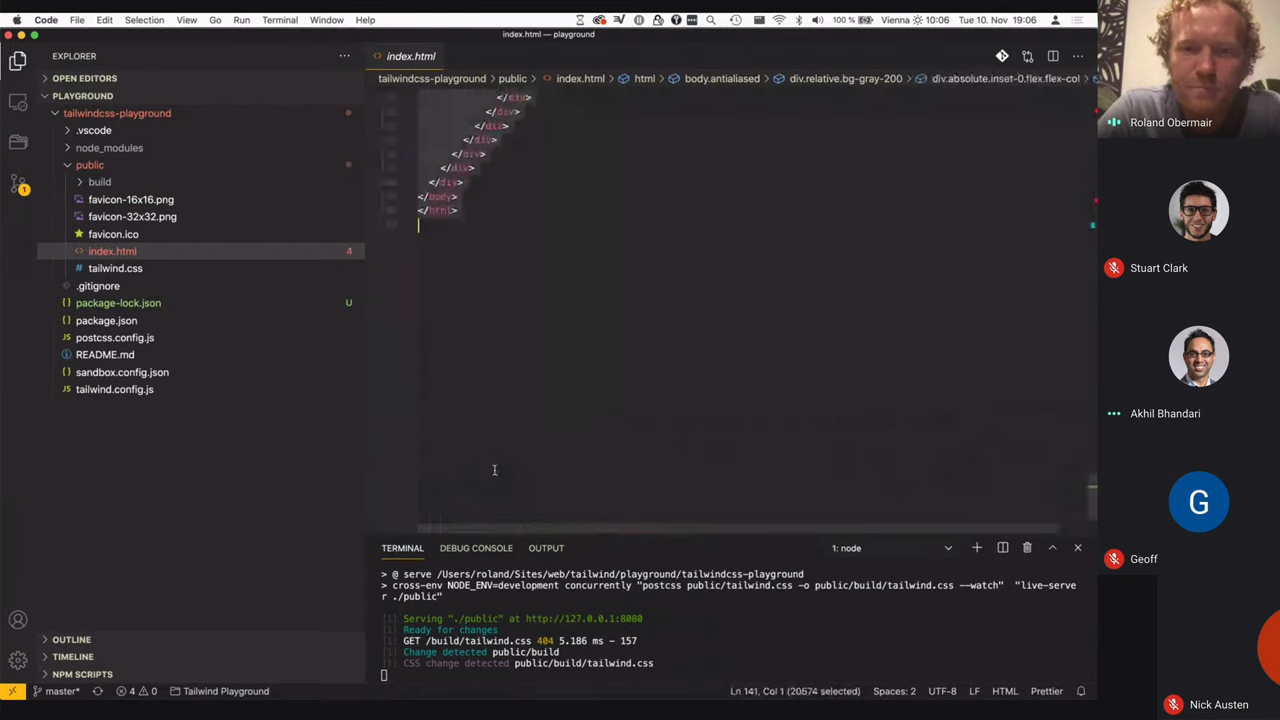 Code File Edit Selection View Go Run Terminal Window Help 100 % Vienna 10:06 Tue 10. Nov 19:06
index.html — playground
EXPLORER
index.html
OPEN EDITORS
tailwindcss-playground > public > index.html > html > body.antialiased > div.relative.bg-gray-200 > div.absolute.inset-0.flex.flex-col
PLAYGROUND
tailwindcss-playground
.vscode
node_modules
public
build
favicon-16x16.png
favicon-32x32.png
favicon.ico
index.html 4
tailwind.css
.gitignore
package-lock.json U
package.json
postcss.config.js
README.md
sandbox.config.json
tailwind.config.js
</div>
</div>
</div>
</div>
</div>
</div>
</div>
</body>
</html>
TERMINAL DEBUG CONSOLE OUTPUT 1: node
> @ serve /Users/roland/Sites/web/tailwind/playground/tailwindcss-playground
> cross-env NODE_ENV=development concurrently "postcss public/tailwind.css -o public/build/tailwind.css --watch" "live-serve
r ./public"
[1] Serving "./public" at http://127.0.0.1:8080
[1] Ready for changes
[1] GET /build/tailwind.css 404 5.186 ms - 157
[1] Change detected public/build
[1] CSS change detected public/build/tailwind.css
OUTLINE
TIMELINE
NPM SCRIPTS
master* 4 0 Tailwind Playground Ln 141, Col 1 (20574 selected) Spaces: 2 UTF-8 LF HTML Prettier
1
Roland Obermair
Stuart Clark
Akhil Bhandari
G
Geoff
Nick Austen